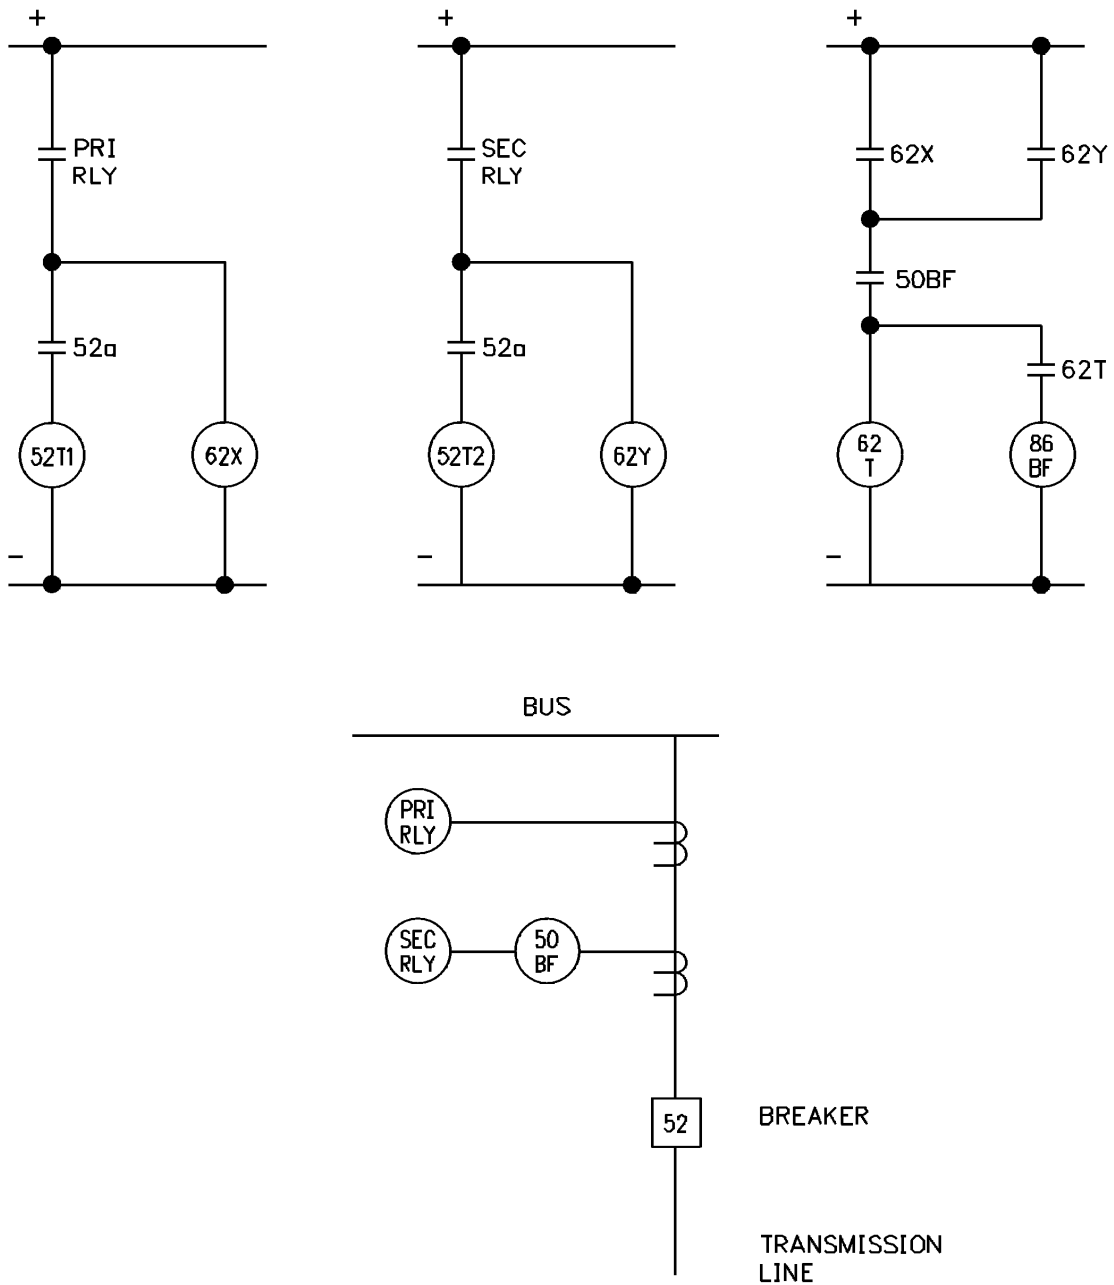 +
PRI
RLY
52a
52T1
62X
-
+
SEC
RLY
52a
52T2
62Y
-
+
62X
62Y
50BF
62T
62
T
86
BF
-
BUS
PRI
RLY
SEC
RLY
50
BF
52
BREAKER
TRANSMISSION
LINE